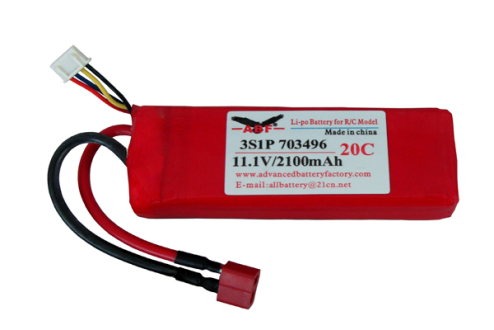 Li-po Battery for R/C Model
ABF
Made in china
3S1P 703496
20C
11.1V/2100mAh
www.advancedbatteryfactory.com
E-mail:allbattery@21cn.net